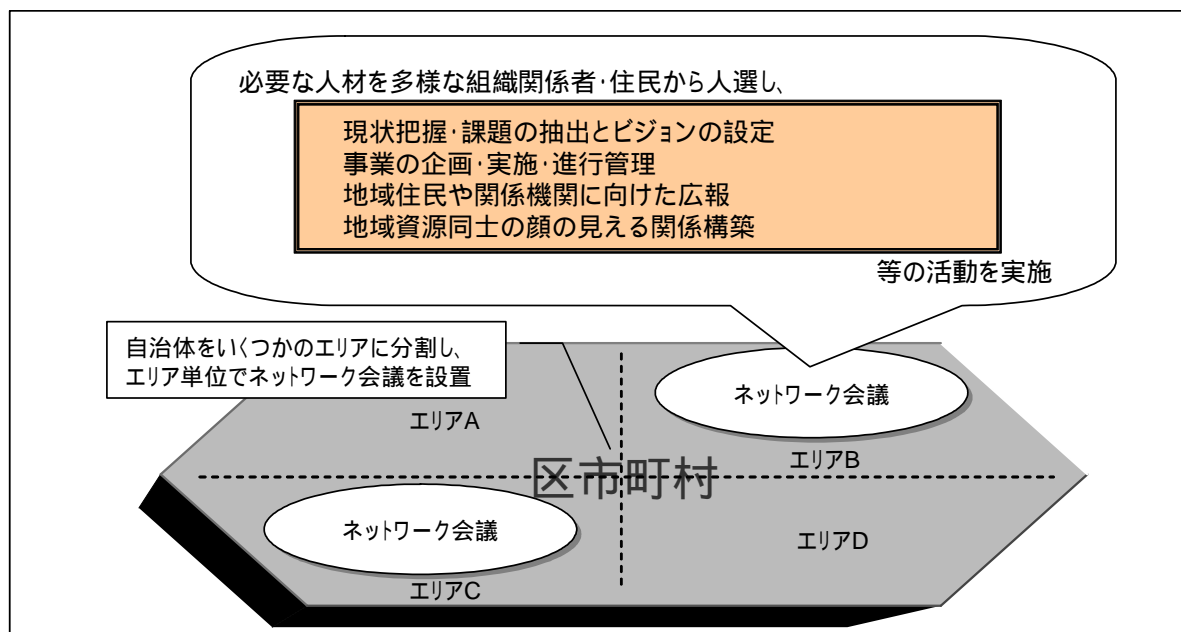 必要な人材を多様な組織関係者・住民から人選し、
現状把握・課題の抽出とビジョンの設定
事業の企画・実施・進行管理
地域住民や関係機関に向けた広報
地域資源同士の顔の見える関係構築
等の活動を実施
自治体をいくつかのエリアに分割し、
エリア単位でネットワーク会議を設置
ネットワーク会議
エリアA
エリアB
区市町村
ネットワーク会議
エリアD
エリアC